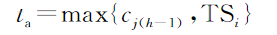 t_a = max{c_{j(h−1)}, TS_i}